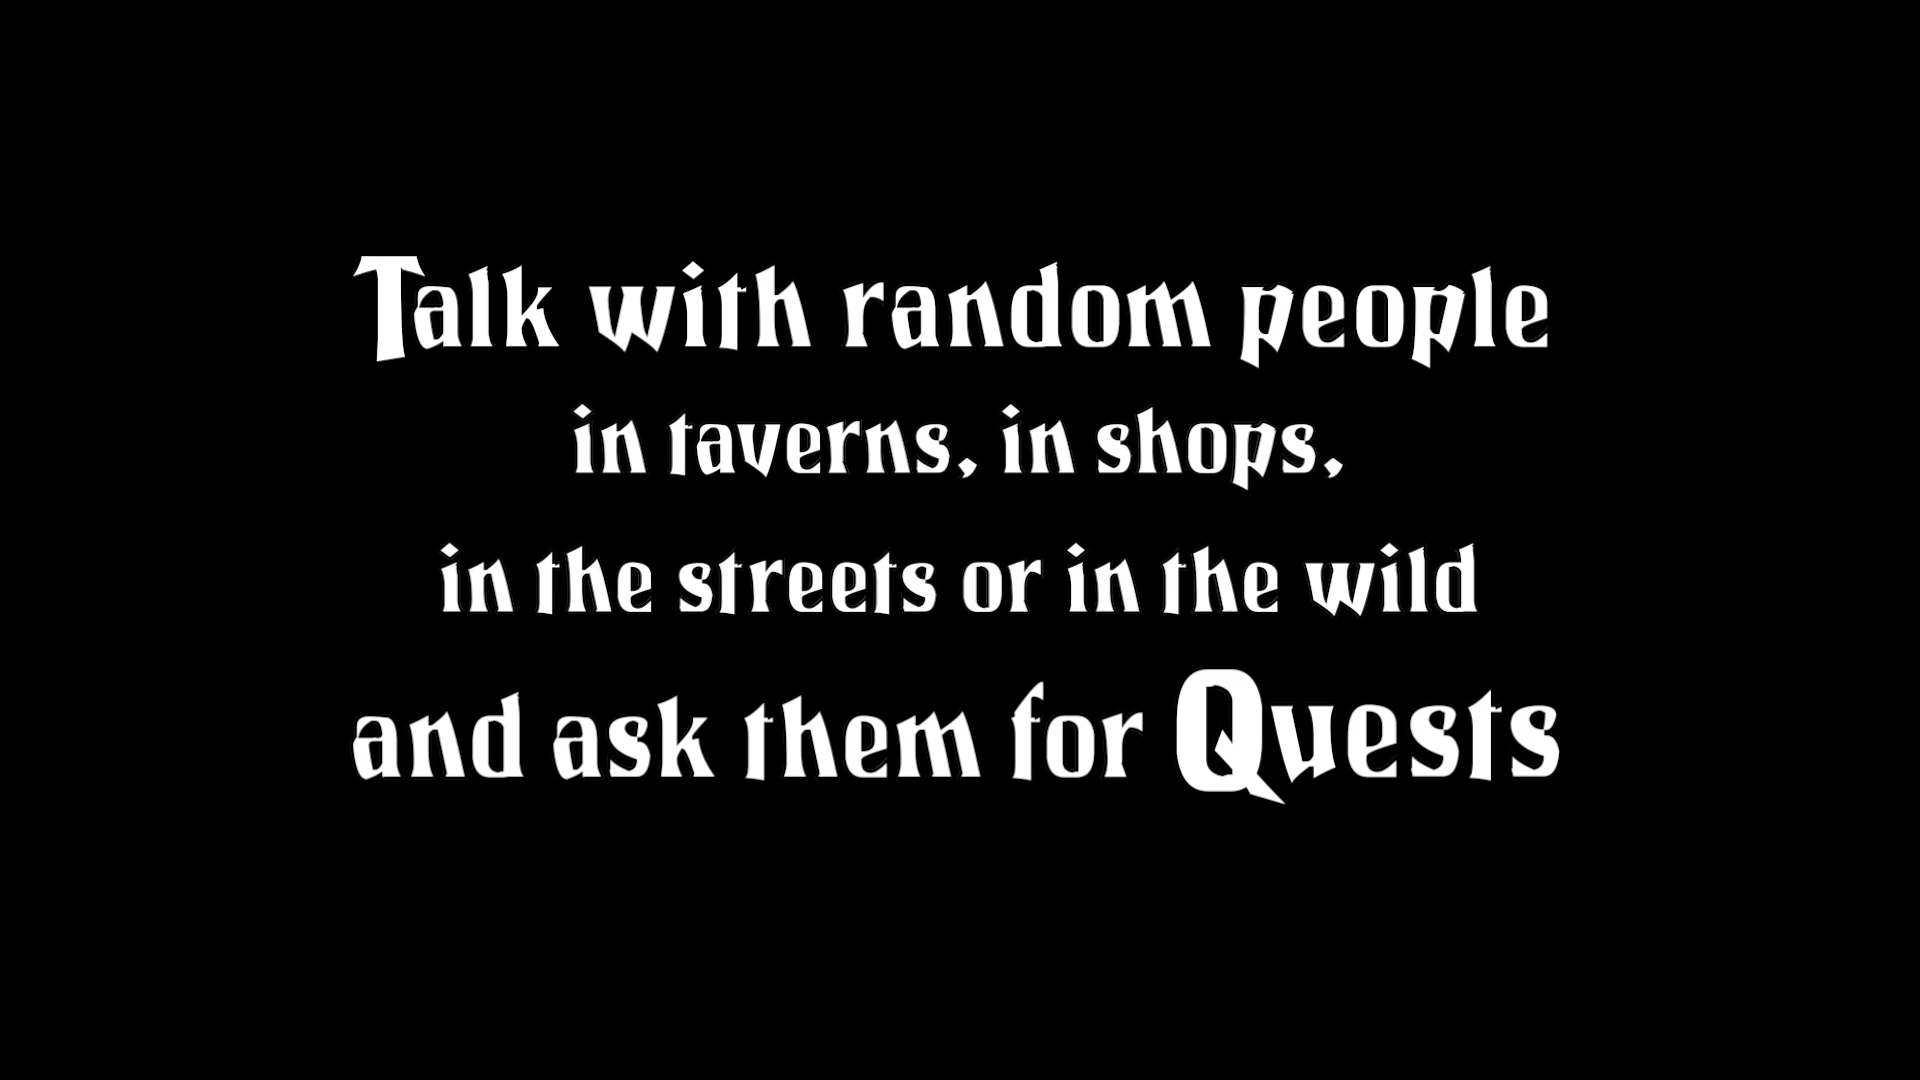 Talk with random people
in taverns, in shops,
in the streets or in the wild
and ask them for Quests